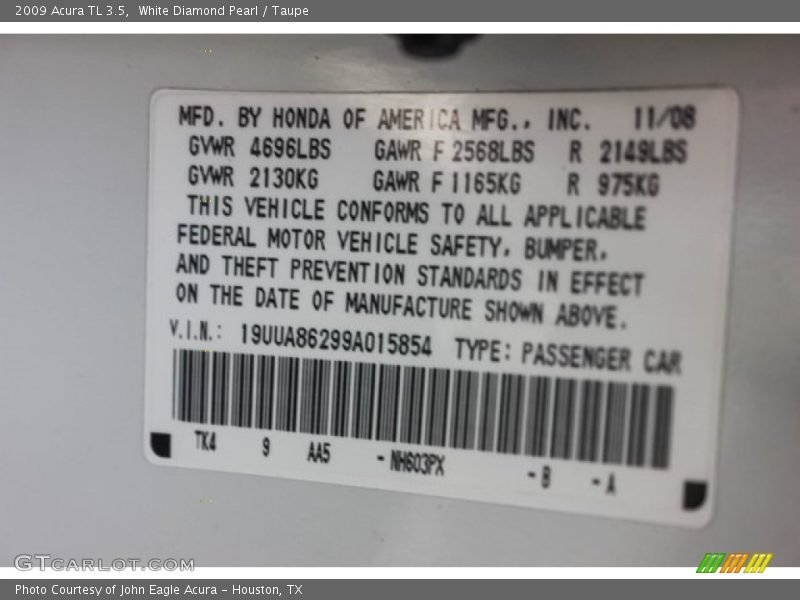 2009 Acura TL 3.5,  White Diamond Pearl / Taupe
MFD. BY HONDA OF AMERICA MFG., INC. 11/08
GVWR 4696LBS GAWR F 2568LBS R 2149LBS
GVWR 2130KG GAWR F 1165KG R 975KG
THIS VEHICLE CONFORMS TO ALL APPLICABLE
FEDERAL MOTOR VEHICLE SAFETY, BUMPER,
AND THEFT PREVENTION STANDARDS IN EFFECT
ON THE DATE OF MANUFACTURE SHOWN ABOVE.
V.I.N.: 19UUA86299A015854 TYPE: PASSENGER CAR
TK4 9 AA5 -NH603PX -B -A
GTCARLOT.COM
Photo Courtesy of John Eagle Acura - Houston, TX